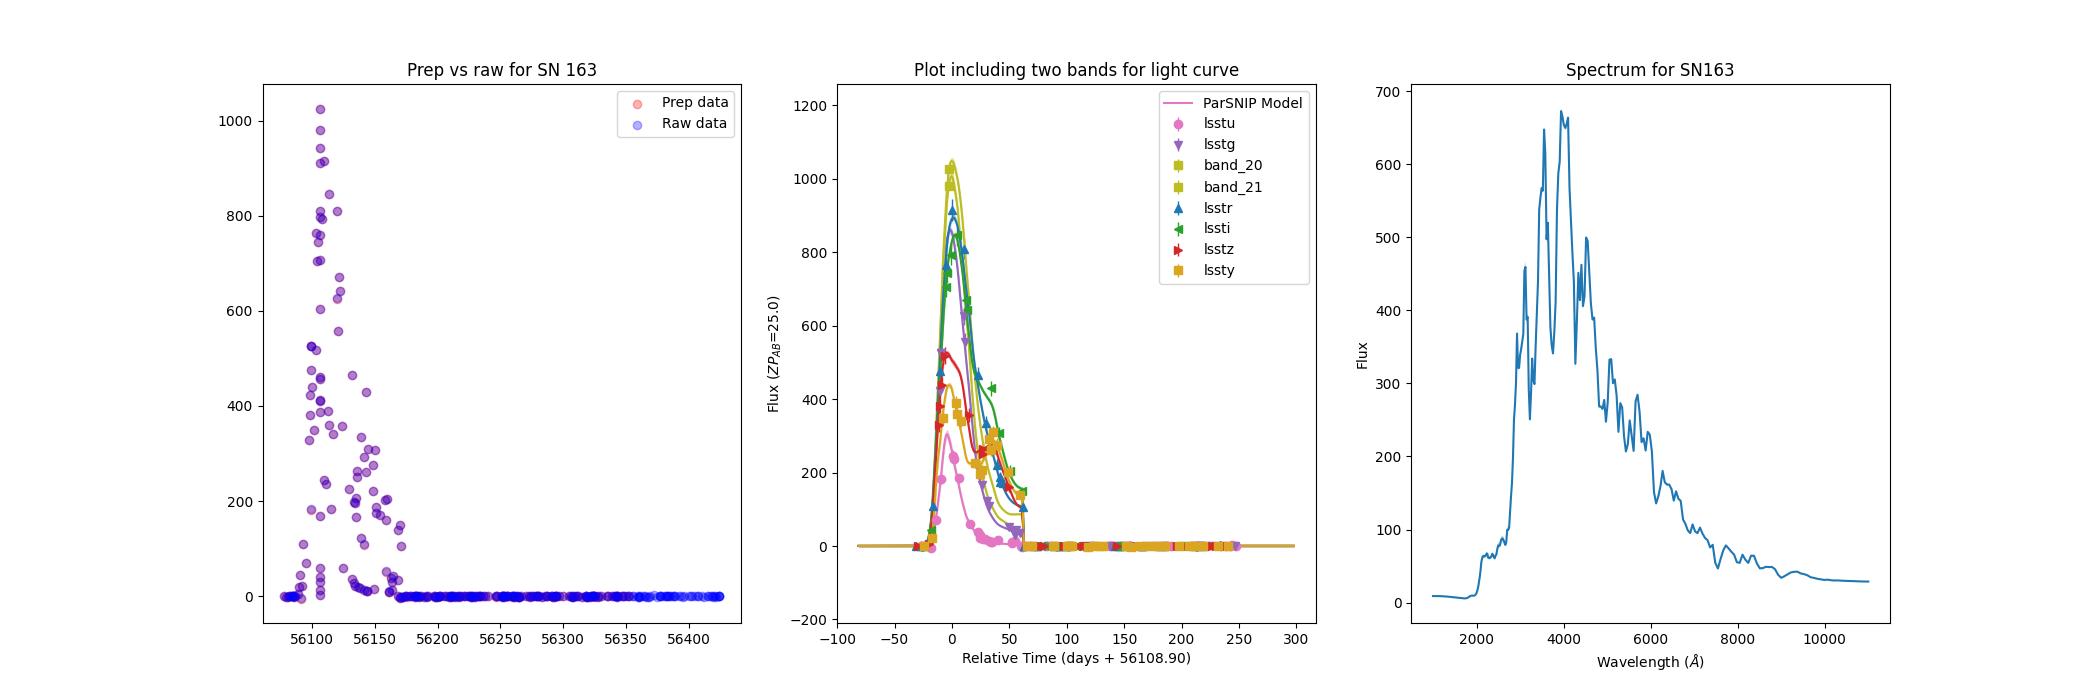 Prep vs raw for SN 163
Prep data
Raw data
1000
800
600
400
200
0
56100 56150 56200 56250 56300 56350 56400
Plot including two bands for light curve
ParSNIP Model
lsstu
lsstg
band_20
band_21
lsstr
lssti
lsstz
lssty
Flux (ZP_AB=25.0)
1200
1000
800
600
400
200
0
−200
−100 −50 0 50 100 150 200 250 300
Relative Time (days + 56108.90)
Spectrum for SN163
Flux
700
600
500
400
300
200
100
0
2000 4000 6000 8000 10000
Wavelength (Å)